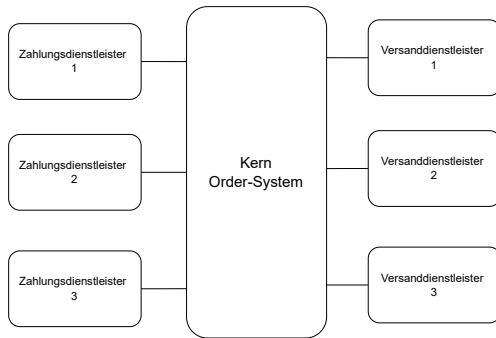 Zahlungsdienstleister
1
Zahlungsdienstleister
2
Zahlungsdienstleister
3
Kern
Order-System
Versanddienstleister
1
Versanddienstleister
2
Versanddienstleister
3